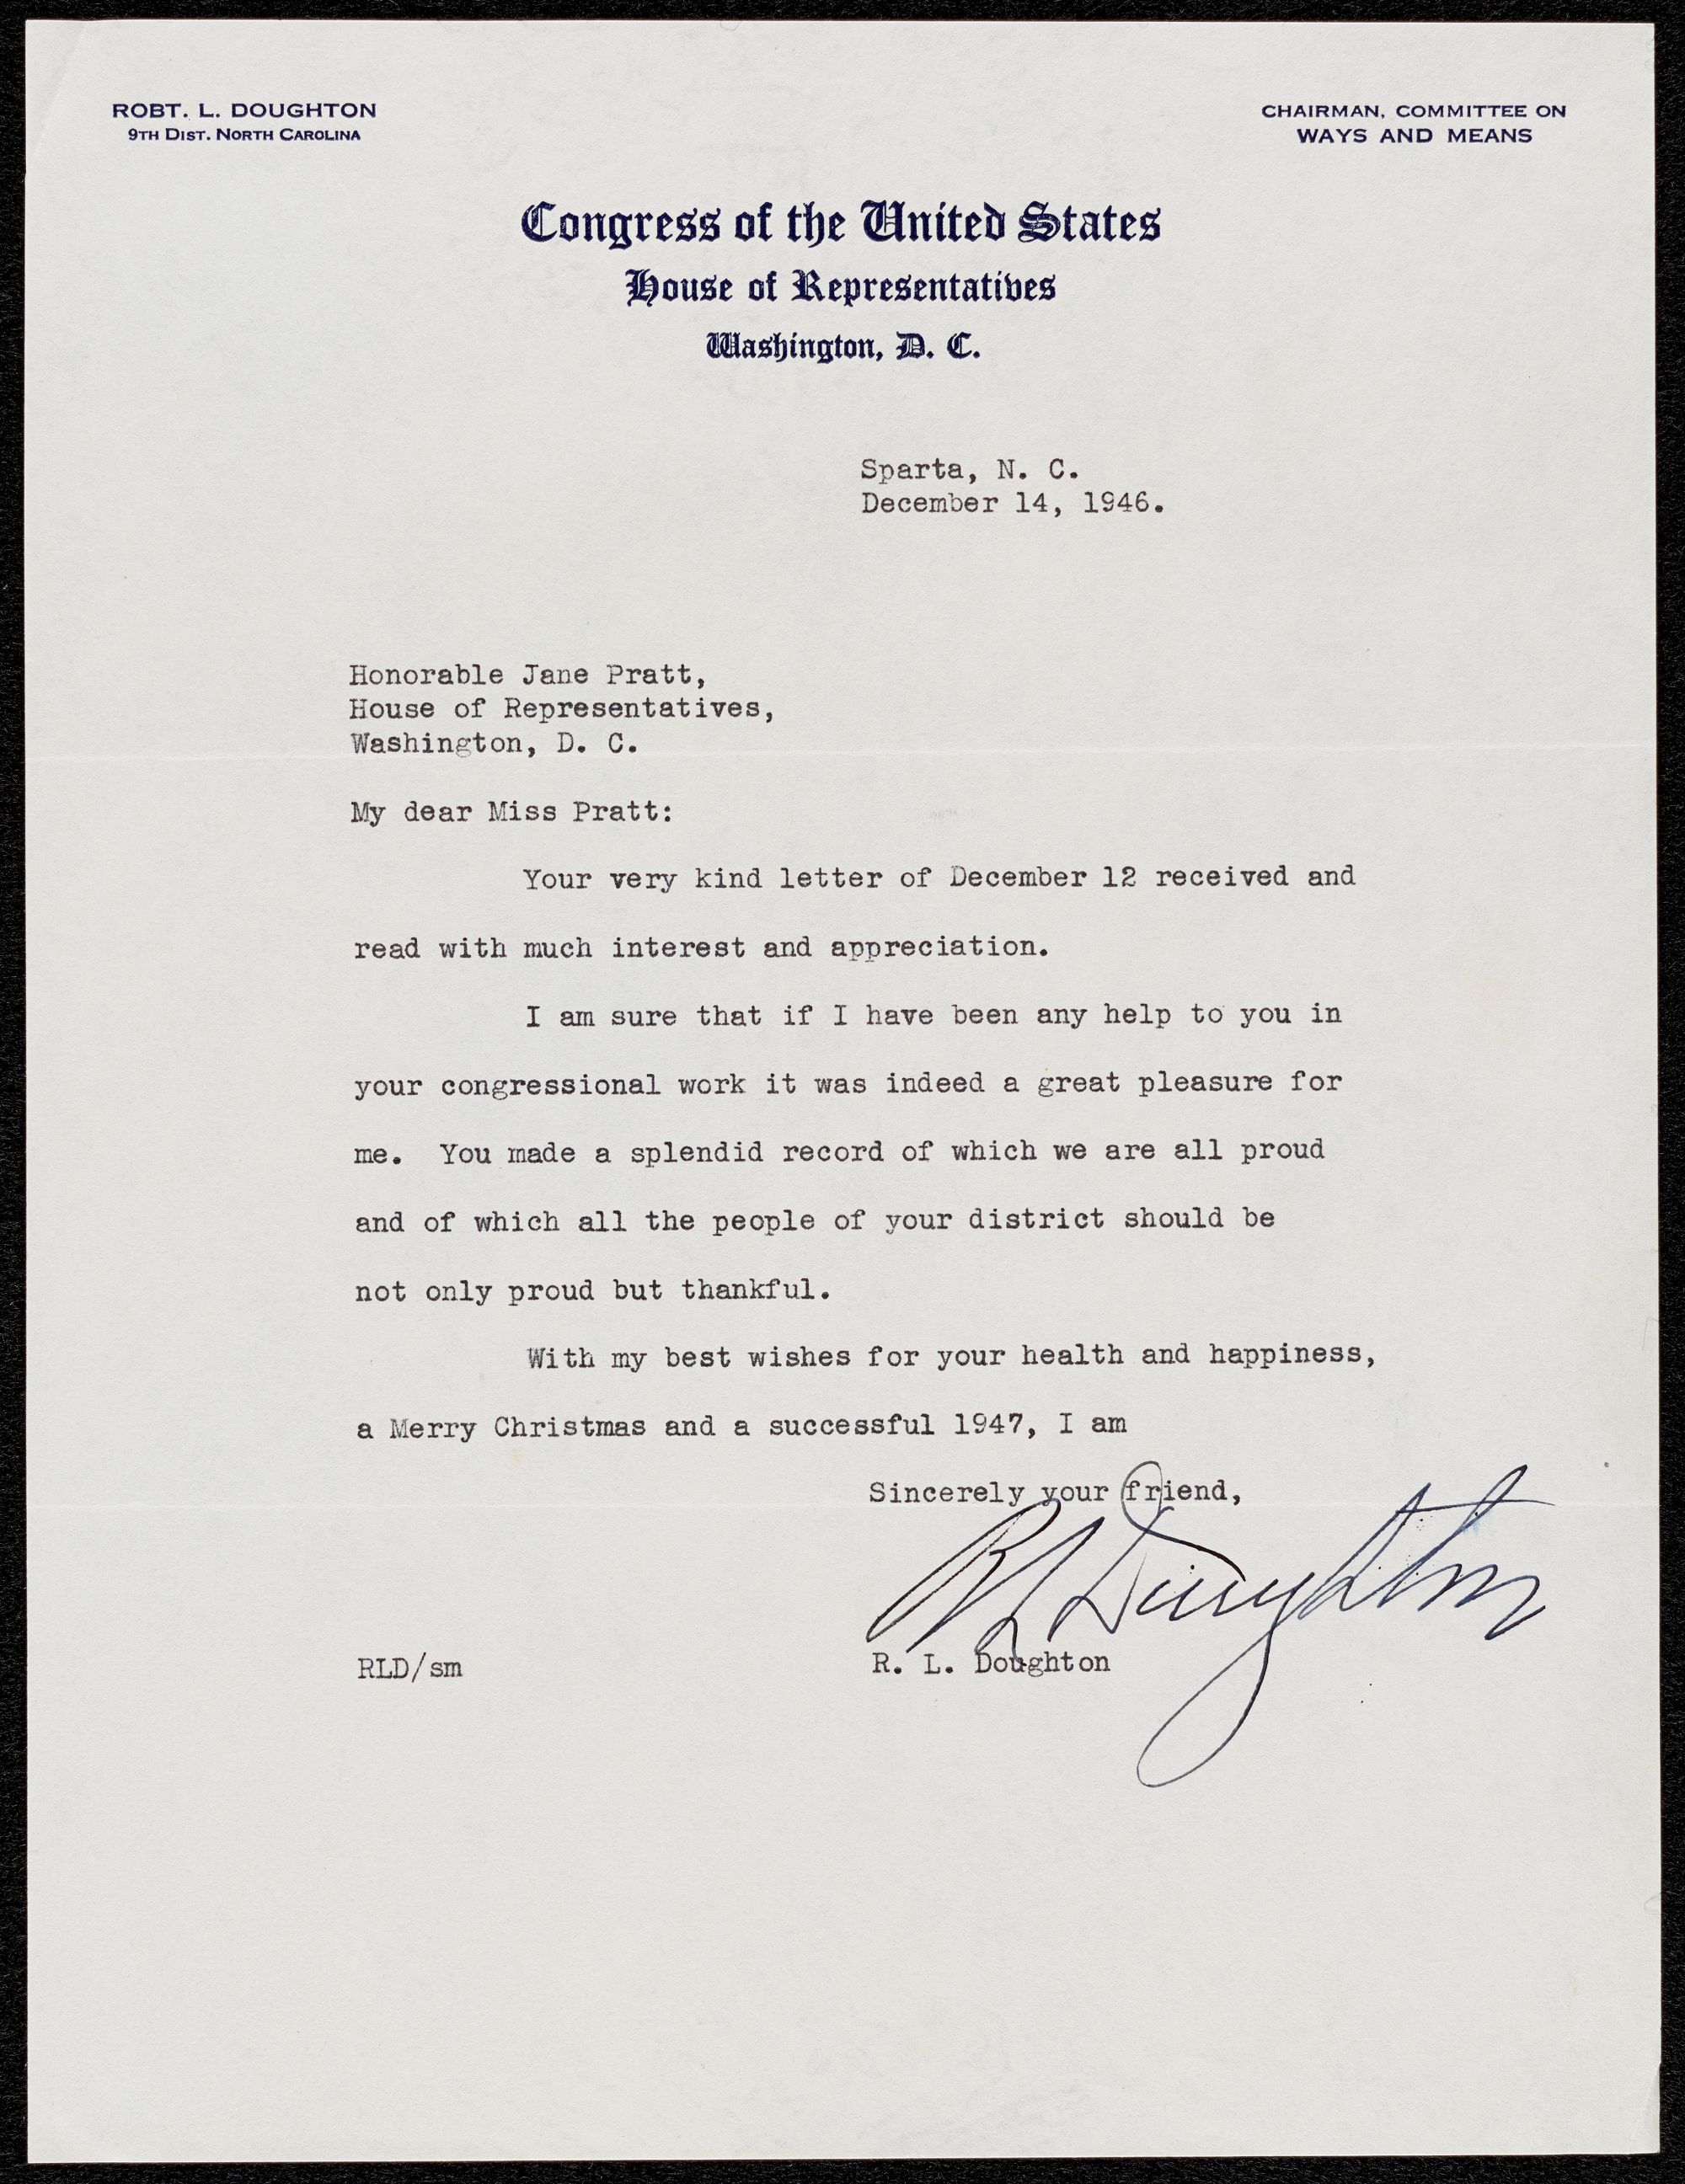 ROBT. L. DOUGHTON
9TH DIST. NORTH CAROLINA
CHAIRMAN, COMMITTEE ON
WAYS AND MEANS
Congress of the United States
House of Representatives
Washington, D. C.
Sparta, N. C.
December 14, 1946.
Honorable Jane Pratt,
House of Representatives,
Washington, D. C.
My dear Miss Pratt:
Your very kind letter of December 12 received and
read with much interest and appreciation.
I am sure that if I have been any help to you in
your congressional work it was indeed a great pleasure for
me. You made a splendid record of which we are all proud
and of which all the people of your district should be
not only proud but thankful.
With my best wishes for your health and happiness,
a Merry Christmas and a successful 1947, I am
Sincerely your friend,
RL Doughton
R. L. Doughton
RLD/sm